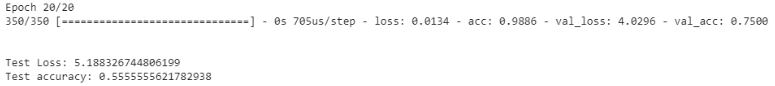 Epoch 20/20
350/350 [==============================] - 0s 705us/step - loss: 0.0134 - acc: 0.9886 - val_loss: 4.0296 - val_acc: 0.7500
Test Loss: 5.188326744806199
Test accuracy: 0.5555555621782938